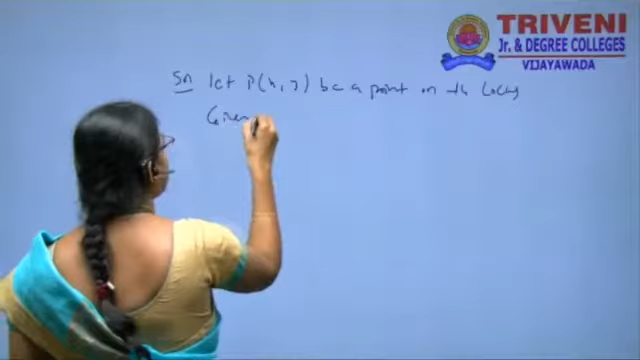 TRIVENI
Jr. & DEGREE COLLEGES
VIJAYAWADA
Sn let P(x, y) be a point on the Locus
Given